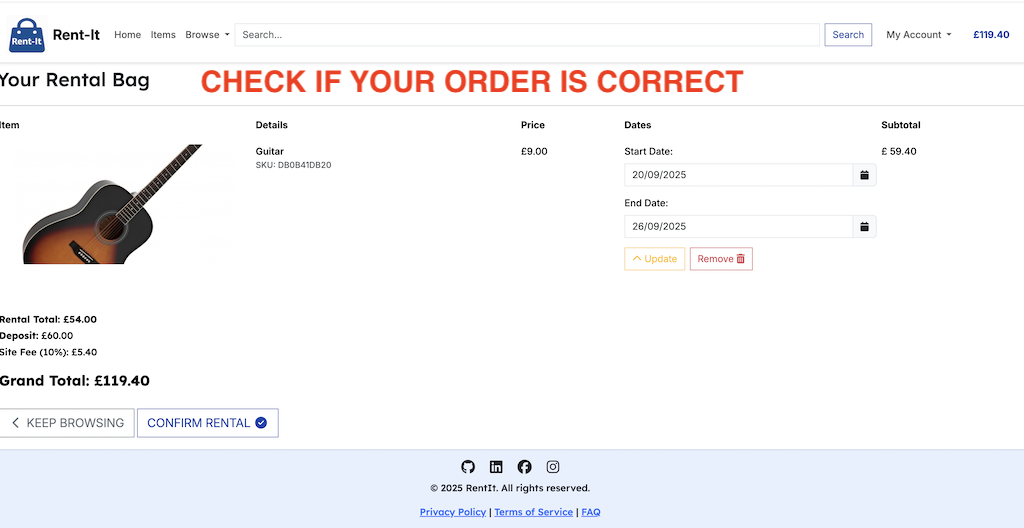 Rent-It Rent-It Home Items Browse Search... Search My Account £119.40
Your Rental Bag CHECK IF YOUR ORDER IS CORRECT
Item Details Price Dates Subtotal
Guitar £9.00 Start Date: £ 59.40
SKU: DB0B41DB20
20/09/2025
End Date:
26/09/2025
Update Remove
Rental Total: £54.00
Deposit: £60.00
Site Fee (10%): £5.40
Grand Total: £119.40
KEEP BROWSING CONFIRM RENTAL
© 2025 RentIt. All rights reserved.
Privacy Policy | Terms of Service | FAQ